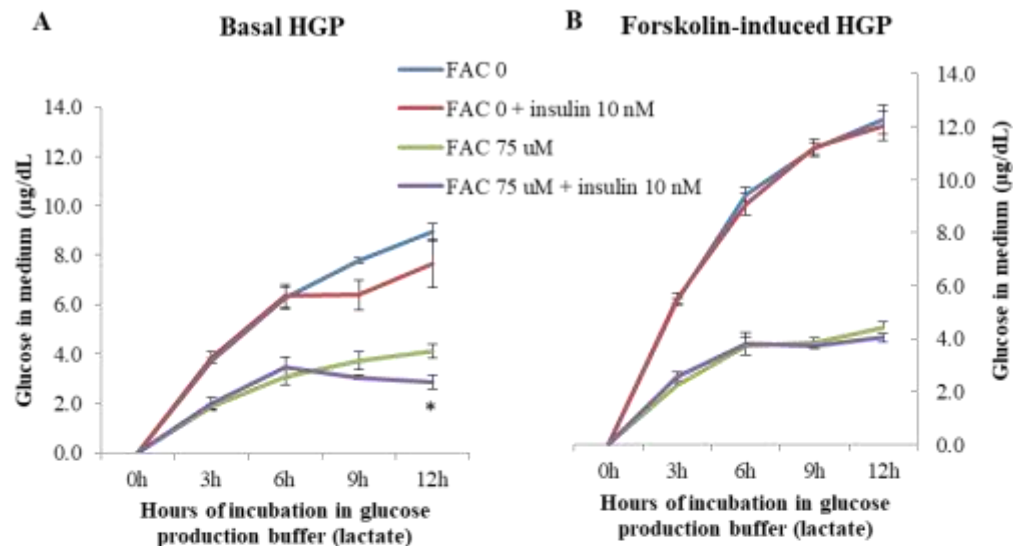 A
Basal HGP
B
Forskolin-induced HGP
FAC 0
FAC 0 + insulin 10 nM
FAC 75 uM
FAC 75 uM + insulin 10 nM
Glucose in medium (µg/dL
14.0
12.0
10.0
8.0
6.0
4.0
2.0
0.0
*
0h
3h
6h
9h
12h
Hours of incubation in glucose
production buffer (lactate)
14.0
12.0
10.0
8.0
6.0
4.0
2.0
0.0
Glucose in medium (µg/dL)
0h
3h
6h
9h
12h
Hours of incubation in glucose
production buffer (lactate)